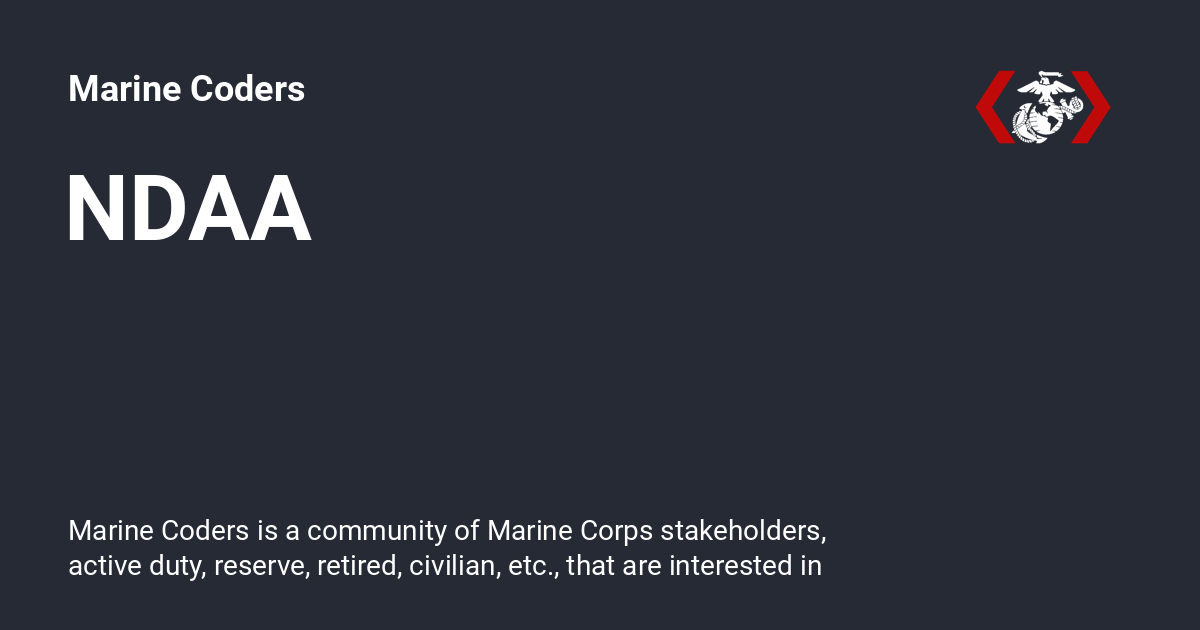 Marine Coders
NDAA
Marine Coders is a community of Marine Corps stakeholders,
active duty, reserve, retired, civilian, etc., that are interested in